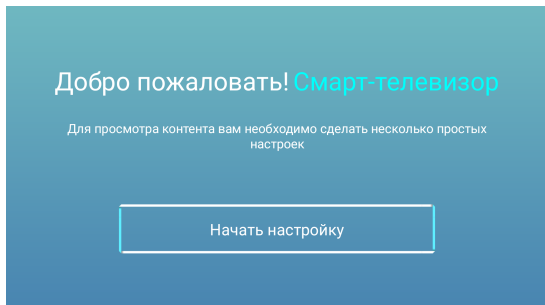 Добро пожаловать! Смарт-телевизор
Для просмотра контента вам необходимо сделать несколько простых
настроек
Начать настройку